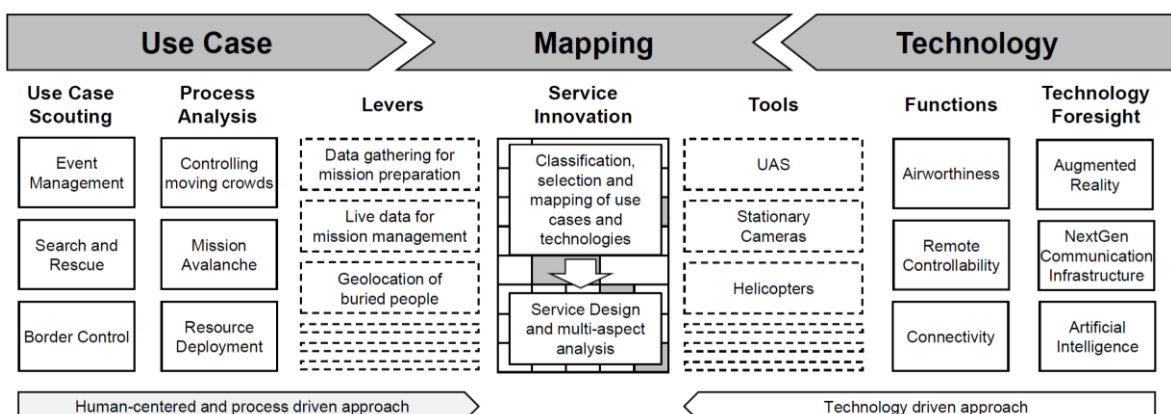 Use Case
Mapping
Technology
Use Case
Scouting
Process
Analysis
Levers
Service
Innovation
Tools
Functions
Technology
Foresight
Event
Management
Search and
Rescue
Border Control
Controlling
moving crowds
Mission
Avalanche
Resource
Deployment
Data gathering for
mission preparation
Live data for
mission management
Geolocation of
buried people
Classification,
selection and
mapping of use
cases and
technologies
Service Design
and multi-aspect
analysis
UAS
Stationary
Cameras
Helicopters
Airworthiness
Remote
Controllability
Connectivity
Augmented
Reality
NextGen
Communication
Infrastructure
Artificial
Intelligence
Human-centered and process driven approach
Technology driven approach